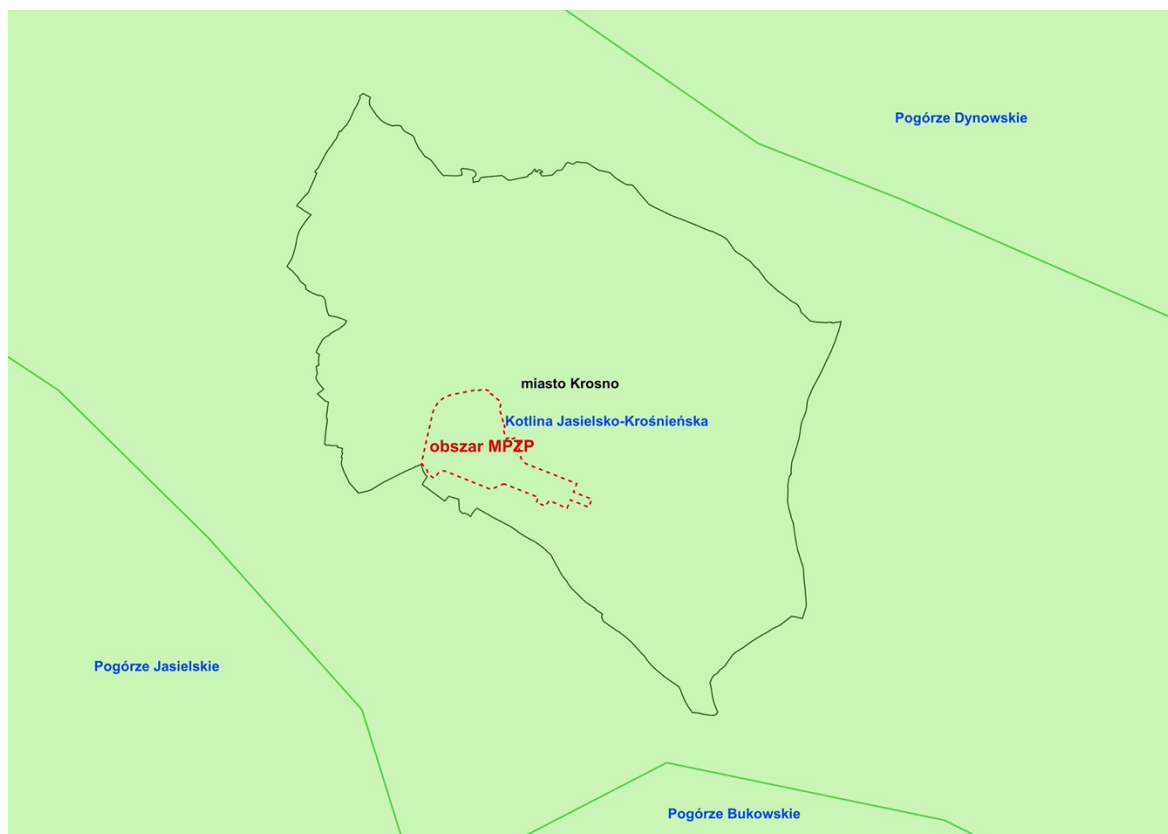 Pogórze Dynowskie
miasto Krosno
Kotlina Jasielsko-Krośnieńska
obszar MPZP
Pogórze Jasielskie
Pogórze Bukowskie